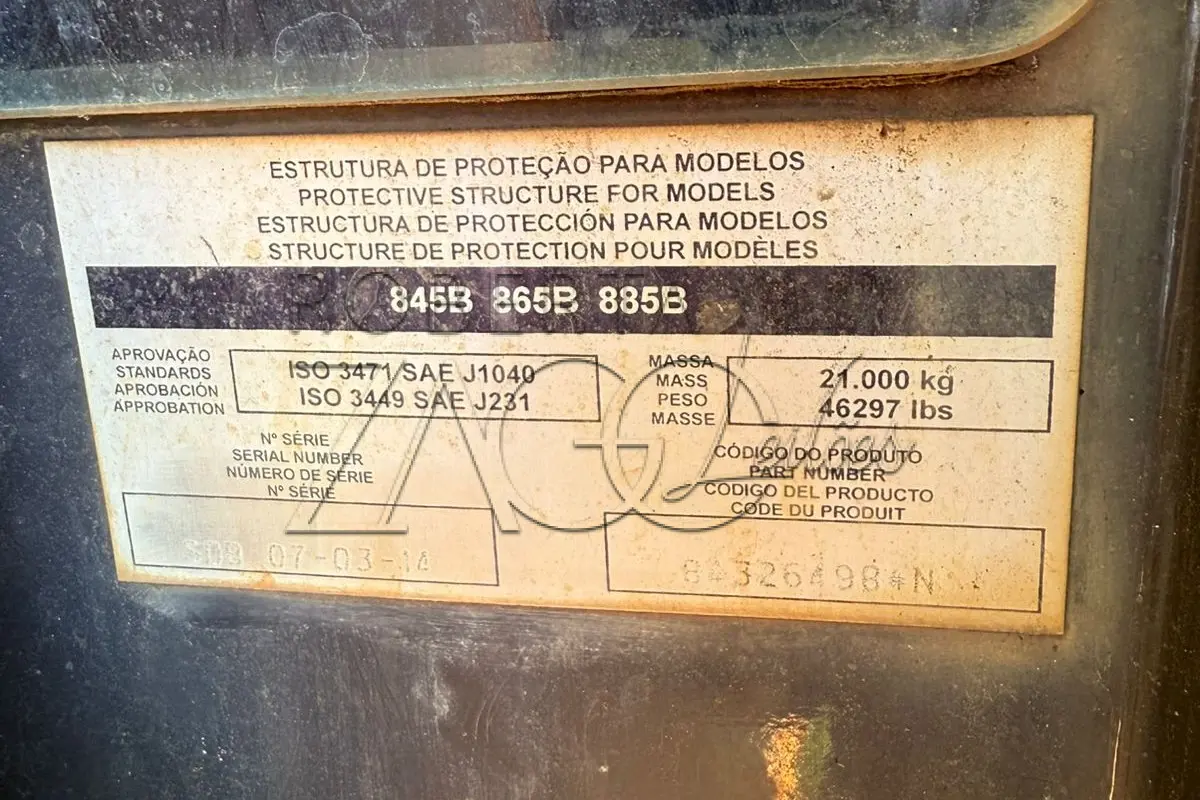 ESTRUTURA DE PROTEÇÃO PARA MODELOS
PROTECTIVE STRUCTURE FOR MODELS
ESTRUCTURA DE PROTECCIÓN PARA MODELOS
STRUCTURE DE PROTECTION POUR MODÈLES
845B 865B 885B
APROVAÇÃO
STANDARDS
APROBACIÓN
APPROBATION
ISO 3471 SAE J1040
ISO 3449 SAE J231
MASSA
MASS
PESO
MASSE
21.000 kg
46297 lbs
Nº SÉRIE
SERIAL NUMBER
NÚMERO DE SÉRIE
Nº SÉRIE
07-03-14
CÓDIGO DO PRODUTO
PART NUMBER
CODIGO DEL PRODUCTO
CODE DU PRODUIT
Leilões